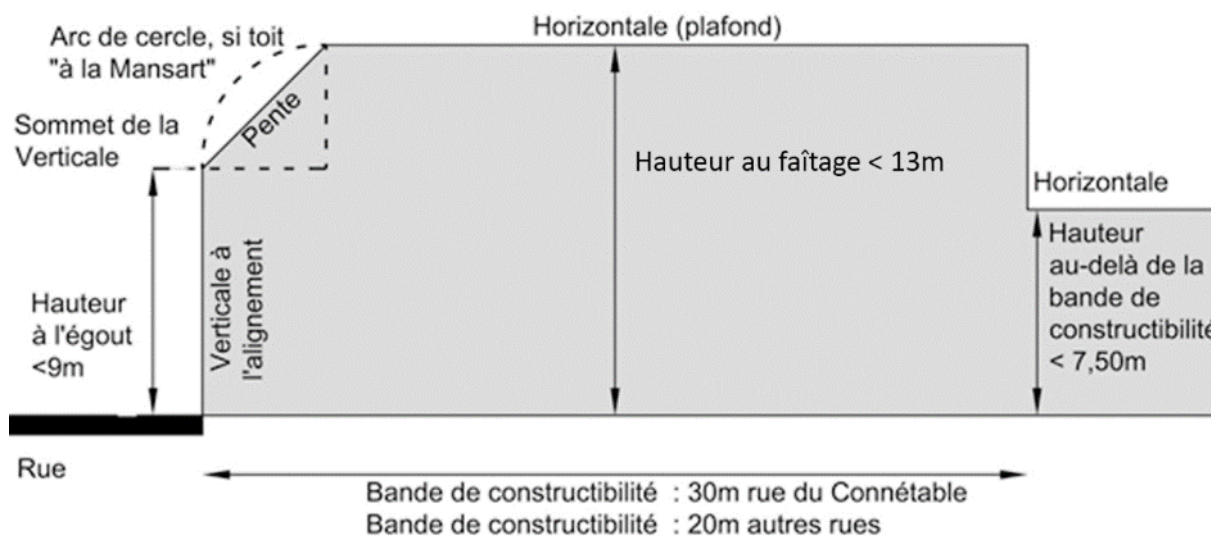 Horizontale (plafond)
Arc de cercle, si toit
"à la Mansart"
Pente
Sommet de la
Verticale
Hauteur au faîtage < 13m
Horizontale
Hauteur
au-delà de la
bande de
constructibilité
< 7,50m
Verticale à
l'alignement
Hauteur
à l'égout
<9m
Rue
Bande de constructibilité : 30m rue du Connétable
Bande de constructibilité : 20m autres rues